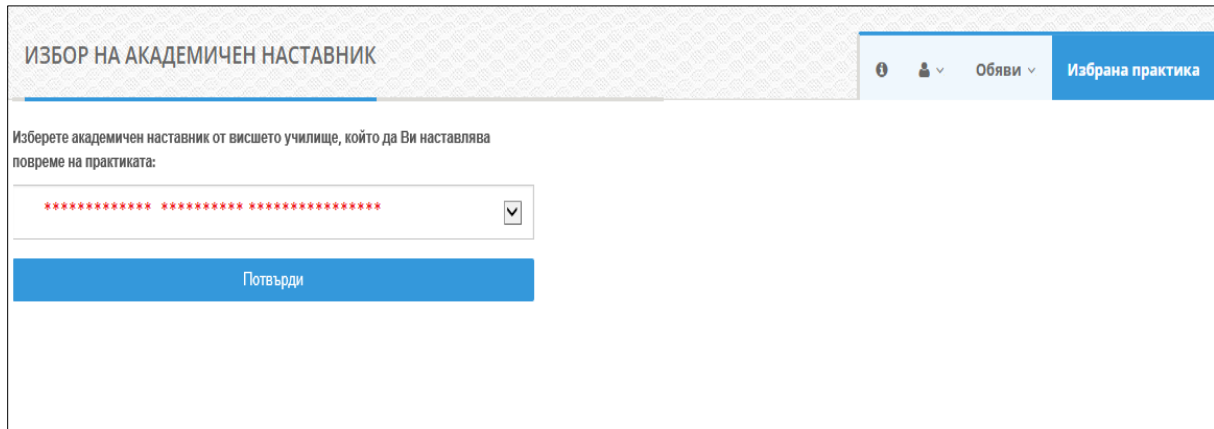 ИЗБОР НА АКАДЕМИЧЕН НАСТАВНИК
Обяви
Избрана практика
Изберете академичен наставник от висшето училище, който да Ви наставлява
повреме на практиката:
************* ********** ****************
Потвърди